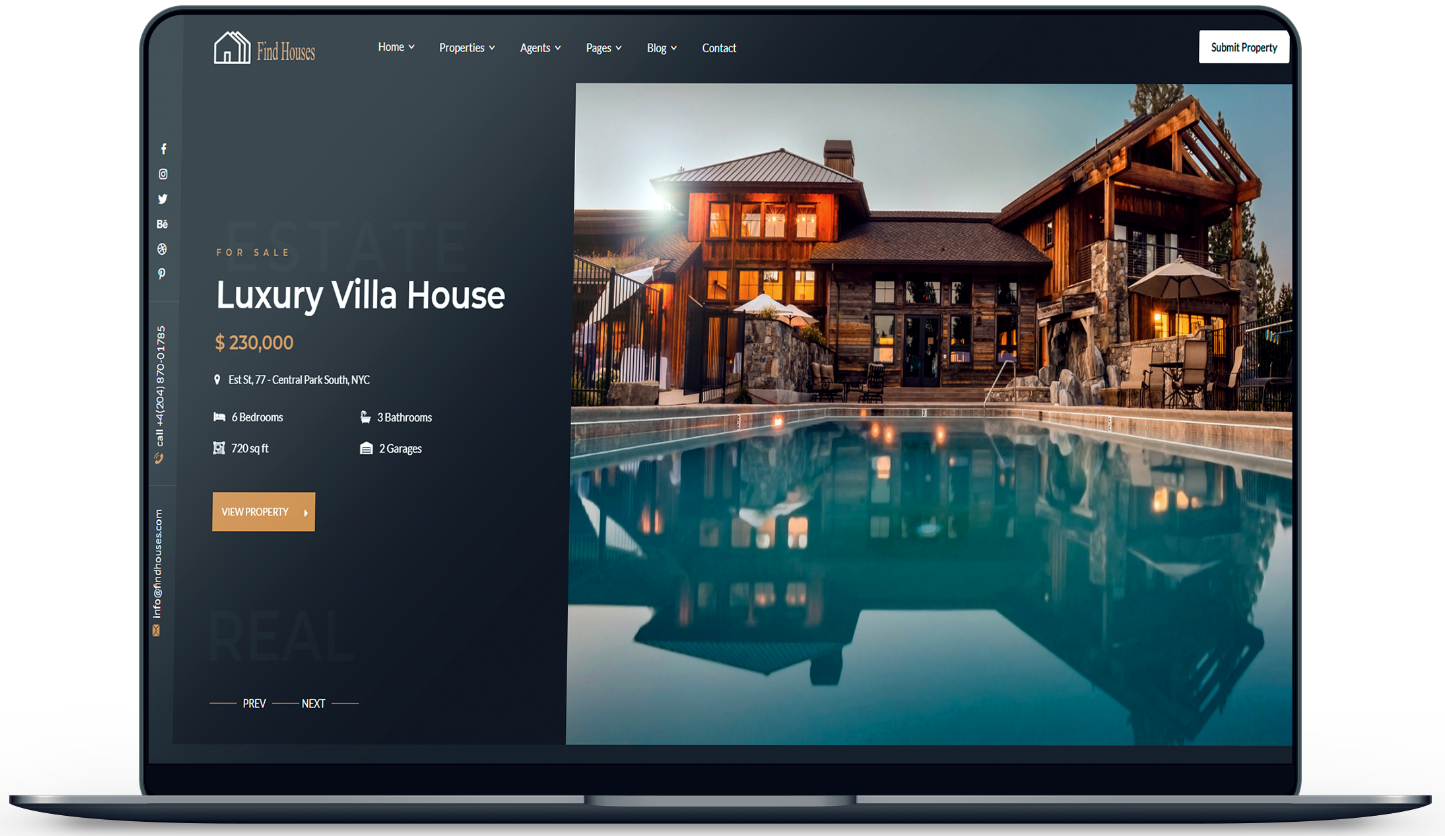 Find Houses
Home
Properties
Agents
Pages
Blog
Contact
Submit Property
Bē
call +4(204) 870-01785
info@findhouses.com
ESTATE
FOR SALE
Luxury Villa House
$ 230,000
Est St, 77 - Central Park South, NYC
6 Bedrooms
3 Bathrooms
720 sq ft
2 Garages
VIEW PROPERTY
REAL
PREV
NEXT